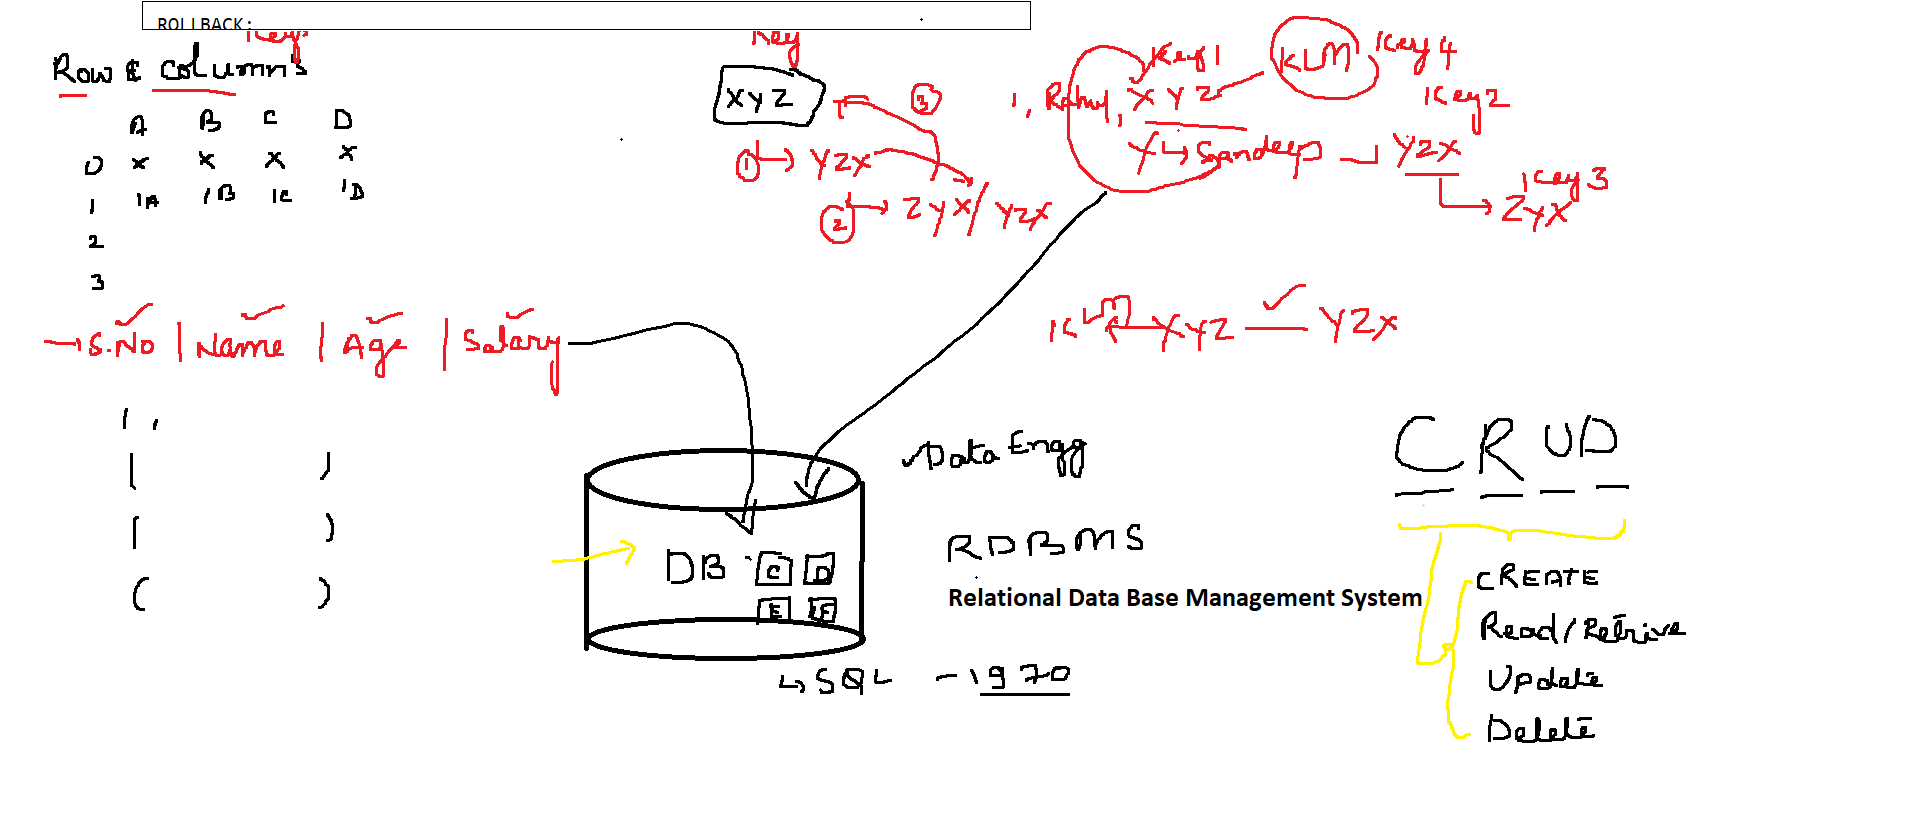 ROLLBACK:
Keys
Row & Columns
A B C D
0 x x x x
1 1A 1B 1C 1D
2
3
→ S.No | Name | Age | Salary
1,
( )
( )
( )
Key
XYZ
3
1 → YZX
2 → ZYX/YZX
Key1 KLM Key4
1, Rahul, XYZ Key2
Sandeep YZX
Key3
ZYX
KLM XYZ YZX
Data Engg
DB C D
E F
RDBMS
Relational Data Base Management System
SQL - 1970
CRUD
CREATE
Read/Retrive
Update
Delete